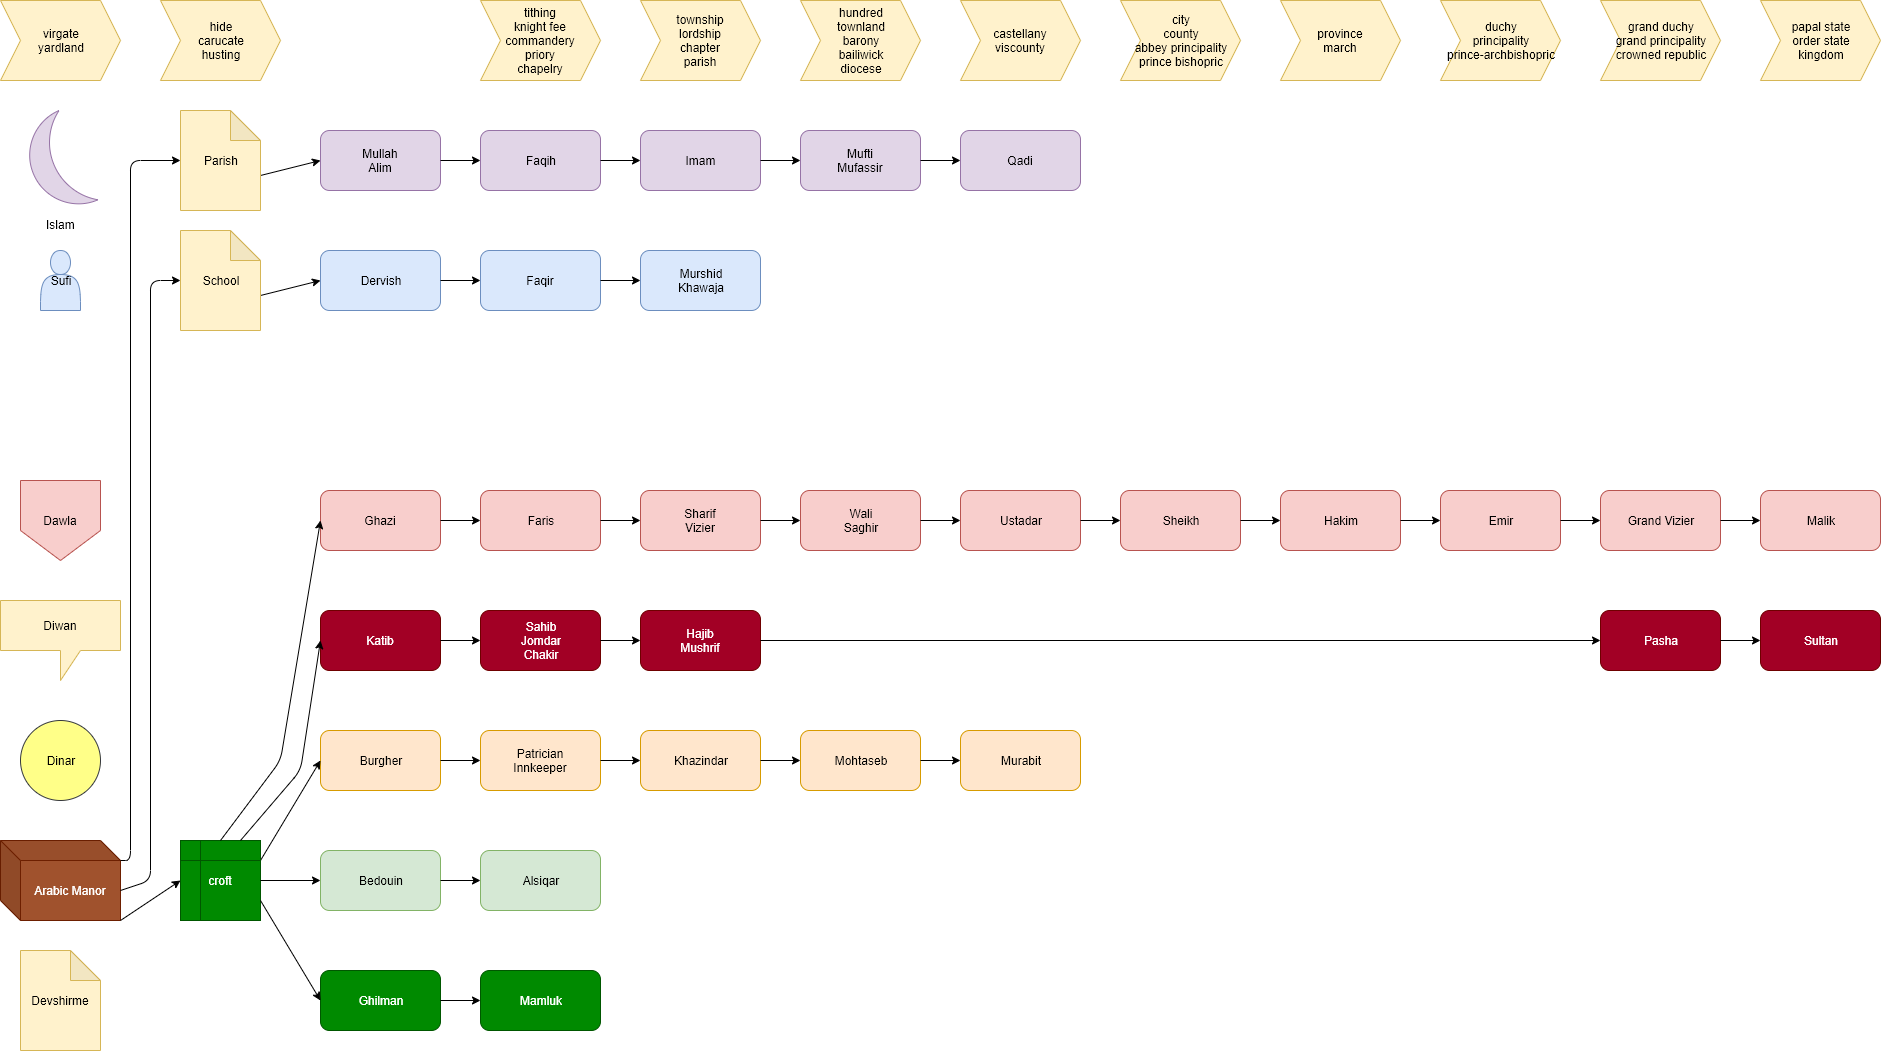 virgate
yardland
hide
carucate
husting
tithing
knight fee
commandery
priory
chapelry
township
lordship
chapter
parish
hundred
townland
barony
bailiwick
diocese
castellany
viscounty
city
county
abbey principality
prince bishopric
province
march
duchy
principality
prince-archbishopric
grand duchy
grand principality
crowned republic
papal state
order state
kingdom
Islam
Parish
Mullah
Alim
Faqih
Imam
Mufti
Mufassir
Qadi
Sufi
School
Dervish
Faqir
Murshid
Khawaja
Dawla
Ghazi
Faris
Sharif
Vizier
Wali
Saghir
Ustadar
Sheikh
Hakim
Emir
Grand Vizier
Malik
Diwan
Katib
Sahib
Jomdar
Chakir
Hajib
Mushrif
Pasha
Sultan
Dinar
Burgher
Patrician
Innkeeper
Khazindar
Mohtaseb
Murabit
Arabic Manor
croft
Bedouin
Alsiqar
Devshirme
Ghilman
Mamluk